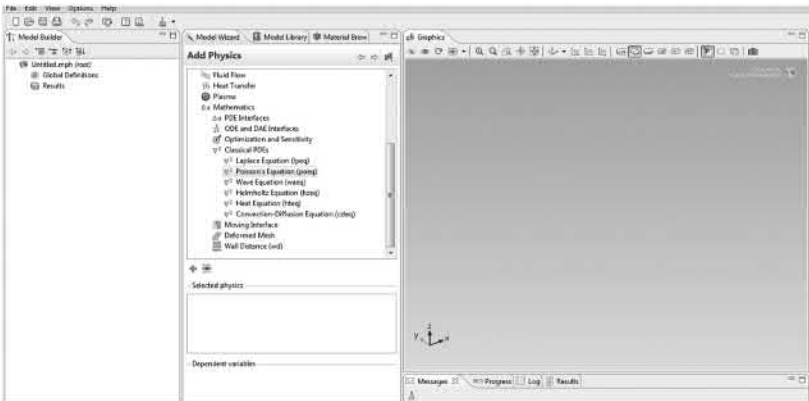 File Edit View Options Help
Model Builder
Untitled.mph (root)
Global Definitions
Results
Model Wizard Model Library Material Brow
Add Physics
Fluid Flow
Heat Transfer
Plasma
Mathematics
PDE Interfaces
ODE and DAE Interfaces
Optimization and Sensitivity
Classical PDEs
Laplace Equation (lpeq)
Poisson's Equation (poeq)
Wave Equation (waeq)
Helmholtz Equation (hzeq)
Heat Equation (hteq)
Convection-Diffusion Equation (cdeq)
Moving Interface
Deformed Mesh
Wall Distance (wd)
Selected physics
Dependent variables
Graphics
z
y x
Messages Progress Log Results